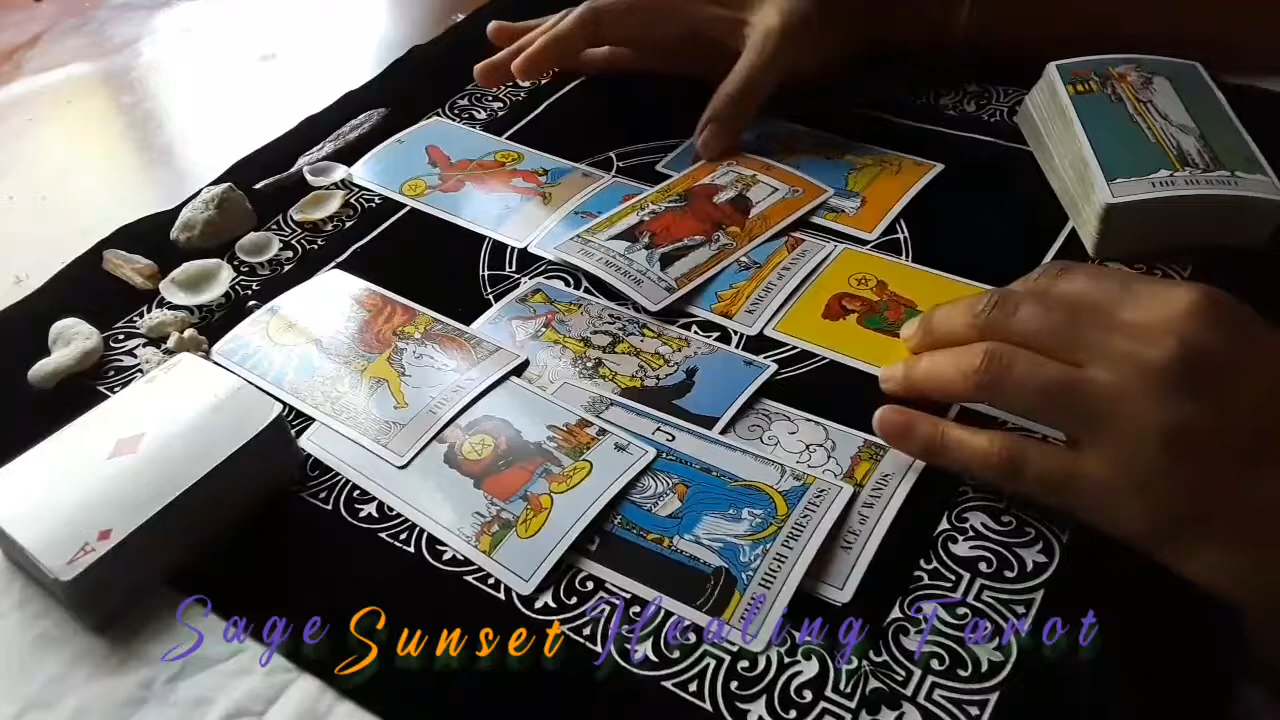 THE HERMIT
THE EMPEROR.
KNIGHT of WANDS
THE SUN
ACE of WANDS
HIGH PRIESTESS.
J
A
Sage Sunset Healing Tarot